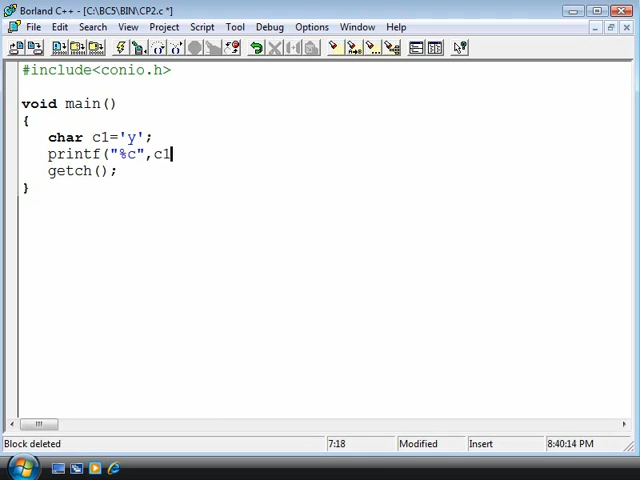 Borland C++ - [C:\BC5\BIN\CP2.c *]
File Edit Search View Project Script Tool Debug Options Window Help
#include<conio.h>
void main()
{
char c1='y';
printf("%c",c1
getch();
}
Block deleted 7:18 Modified Insert 8:40:14 PM